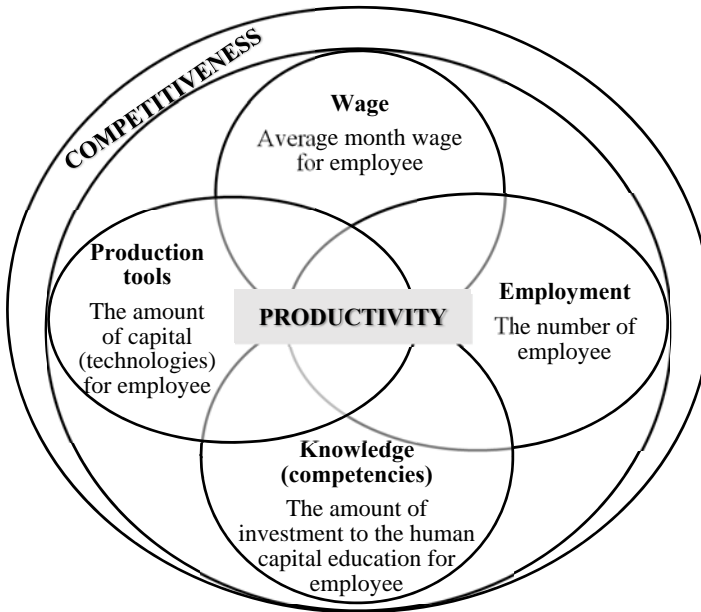 COMPETITIVENESS
Wage
Average month wage
for employee
Production
tools
The amount
of capital
(technologies)
for employee
PRODUCTIVITY
Employment
The number of
employee
Knowledge
(competencies)
The amount of
investment to the human
capital education for
employee